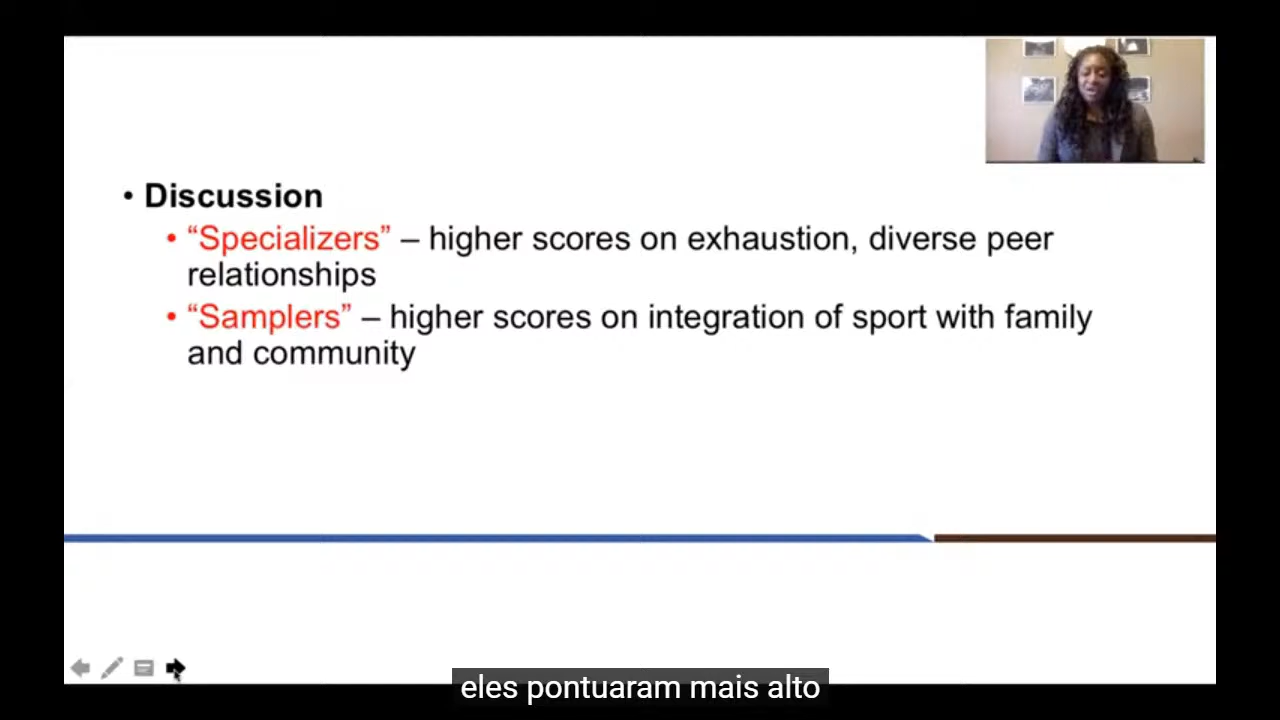 • Discussion
• “Specializers” – higher scores on exhaustion, diverse peer
relationships
• “Samplers” – higher scores on integration of sport with family
and community
eles pontuaram mais alto